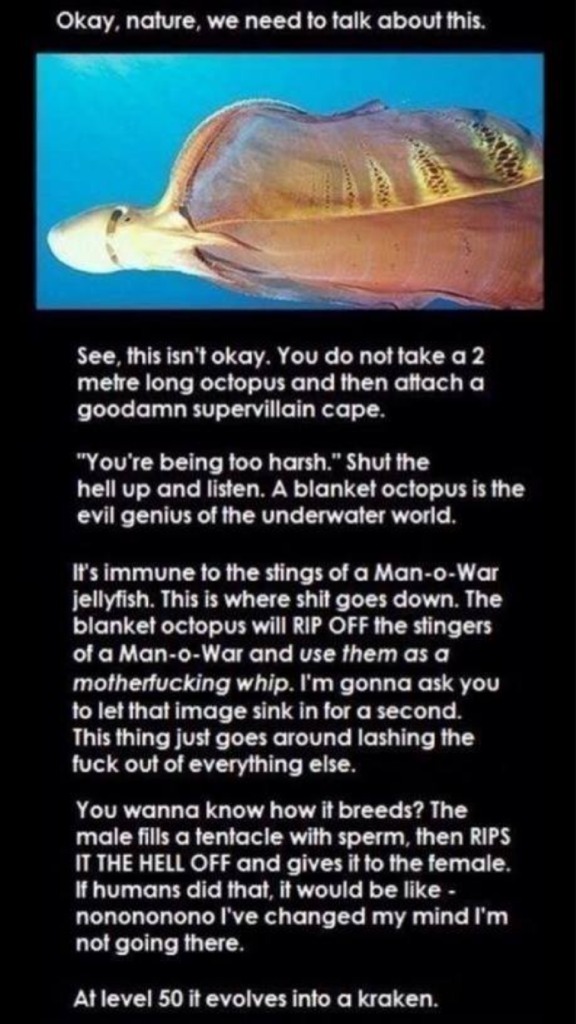 Okay, nature, we need to talk about this.
See, this isn't okay. You do not take a 2
metre long octopus and then attach a
goodamn supervillain cape.
"You're being too harsh." Shut the
hell up and listen. A blanket octopus is the
evil genius of the underwater world.
It's immune to the stings of a Man-o-War
jellyfish. This is where shit goes down. The
blanket octopus will RIP OFF the stingers
of a Man-o-War and use them as a
motherfucking whip. I'm gonna ask you
to let that image sink in for a second.
This thing just goes around lashing the
fuck out of everything else.
You wanna know how it breeds? The
male fills a tentacle with sperm, then RIPS
IT THE HELL OFF and gives it to the female.
If humans did that, it would be like -
nonononono I've changed my mind I'm
not going there.
At level 50 it evolves into a kraken.